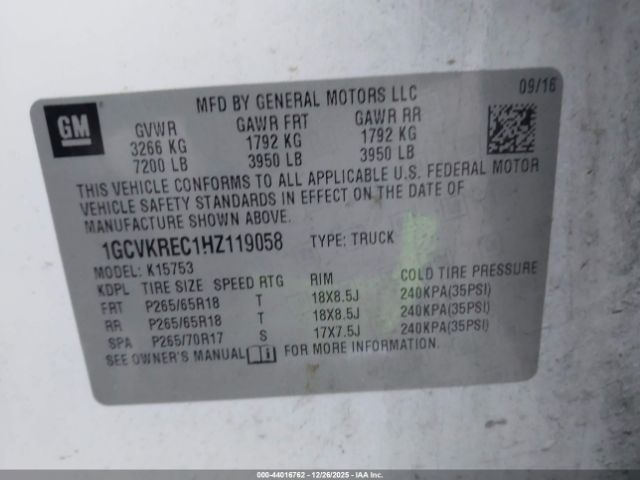 09/16
MFD BY GENERAL MOTORS LLC
GM
GVWR GAWR FRT GAWR RR
3266 KG 1792 KG 1792 KG
7200 LB 3950 LB 3950 LB
THIS VEHICLE CONFORMS TO ALL APPLICABLE U.S. FEDERAL MOTOR
VEHICLE SAFETY STANDARDS IN EFFECT ON THE DATE OF
MANUFACTURE SHOWN ABOVE.
1GCVKREC1HZ119058 TYPE: TRUCK
MODEL: K15753
KDPL TIRE SIZE SPEED RTG RIM COLD TIRE PRESSURE
FRT P265/65R18 T 18X8.5J 240KPA(35PSI)
RR P265/65R18 T 18X8.5J 240KPA(35PSI)
SPA P265/70R17 S 17X7.5J 240KPA(35PSI)
SEE OWNER'S MANUAL FOR MORE INFORMATION.
000-44016762 • 12/26/2025 - IAAI.CA